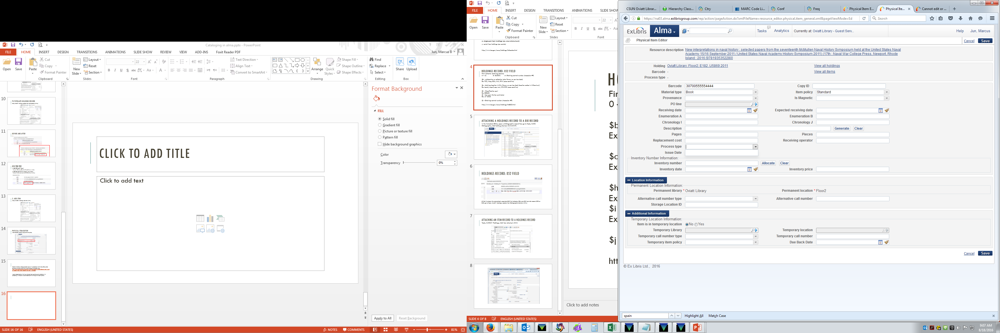 Cataloging in alma.pptx - PowerPoint
FILE HOME INSERT DESIGN TRANSITIONS ANIMATIONS SLIDE SHOW REVIEW VIEW ADD-INS Foxit Reader PDF
Jun, Marcus B
Open Save Paste Cut Copy Format Painter
New Slide Layout Reset Section
22
Text Direction Align Text Convert to SmartArt
Arrange Quick Styles Shape Fill Shape Outline Shape Effects
Find Replace Select
Share Upload
Clipboard Slides Font Paragraph Drawing Editing Box
10
TO POPULATE HOLDINGS RECORD
11
BEFORE AND AFTER
12
13
14
PHYSICAL ITEM EDITOR
15
16
CLICK TO ADD TITLE
Click to add text
Format Background
FILL
Solid fill
Gradient fill
Picture or texture fill
Pattern fill
Hide background graphics
Color
Transparency 0%
Apply to All Reset Background
SLIDE 16 OF 16 ENGLISH (UNITED STATES)
NOTES COMMENTS 81%
FILE HOME INSERT DESIGN TRANSITIONS ANIMATIONS SLIDE SHOW
Open Save Paste Cut Copy Format Painter
New Slide Layout Reset Section
22
Clipboard Slides Font
4
HOLDINGS RECORD: 852 FIELD
5
ATTACHING A HOLDINGS RECORD TO A BIB RECORD
6
HOLDINGS RECORD: 852 FIELD
7
ATTACHING AN ITEM RECORD TO A HOLDINGS RECORD
8
Click to add notes
SLIDE 4 OF 8 ENGLISH (UNITED STATES)
CSUN Oviatt Librar...
Hierarchy Class...
Ctry
MARC Code Li...
Conf
Freq
Physical Item E...
Physical Ite...
Cannot edit or ...
https://na03.alma.exlibrisgroup.com/rep/action/pageAction.do?xmlFileName=resource_editor.physical.item_general.xml&pageViewMode=Ed
Search
ExLibris Alma
Tasks Analytics Currently at: Oviatt Library - Guest Serv...
Help Jun, Marcus
Physical Item Editor
Cancel Save
Resource description New interpretations in naval history : selected papers from the seventeenth McMullen Naval History Symposium held at the United States Naval
Academy 15/16 September 2011 / United States Naval Academy History Symposium 2011) (17th : Naval War College Press, Newport, Rhode
Island : 2016 [9781935352280]
Holding Oviatt Library: Floor2; E182 .U5869 2011 View all holdings
Barcode - View all items
Process type -
Barcode 30700555554444 Copy ID
Material type Book Item policy Standard
Provenance Is Magnetic
PO line
Receiving date Expected receiving date
Enumeration A Enumeration B
Chronology I Chronology J
Description Generate Clear
Pages Pieces
Replacement cost Receiving operator
Process type
Issue Date
Inventory Number Information:
Inventory number Allocate Clear
Inventory date Inventory price
Location Information
Permanent Location Information:
Permanent library * Oviatt Library Permanent location * Floor2
Alternative call number type Alternative call number
Storage Location ID
Additional Information
Temporary Location Information:
Item is in temporary location No Yes
Temporary Library Temporary location
Temporary call number type Temporary call number
Temporary item policy Due Back Date
Cancel Save
© Ex Libris Ltd., 2016
spain Highlight All Match Case
9:07 AM
8/18/2016